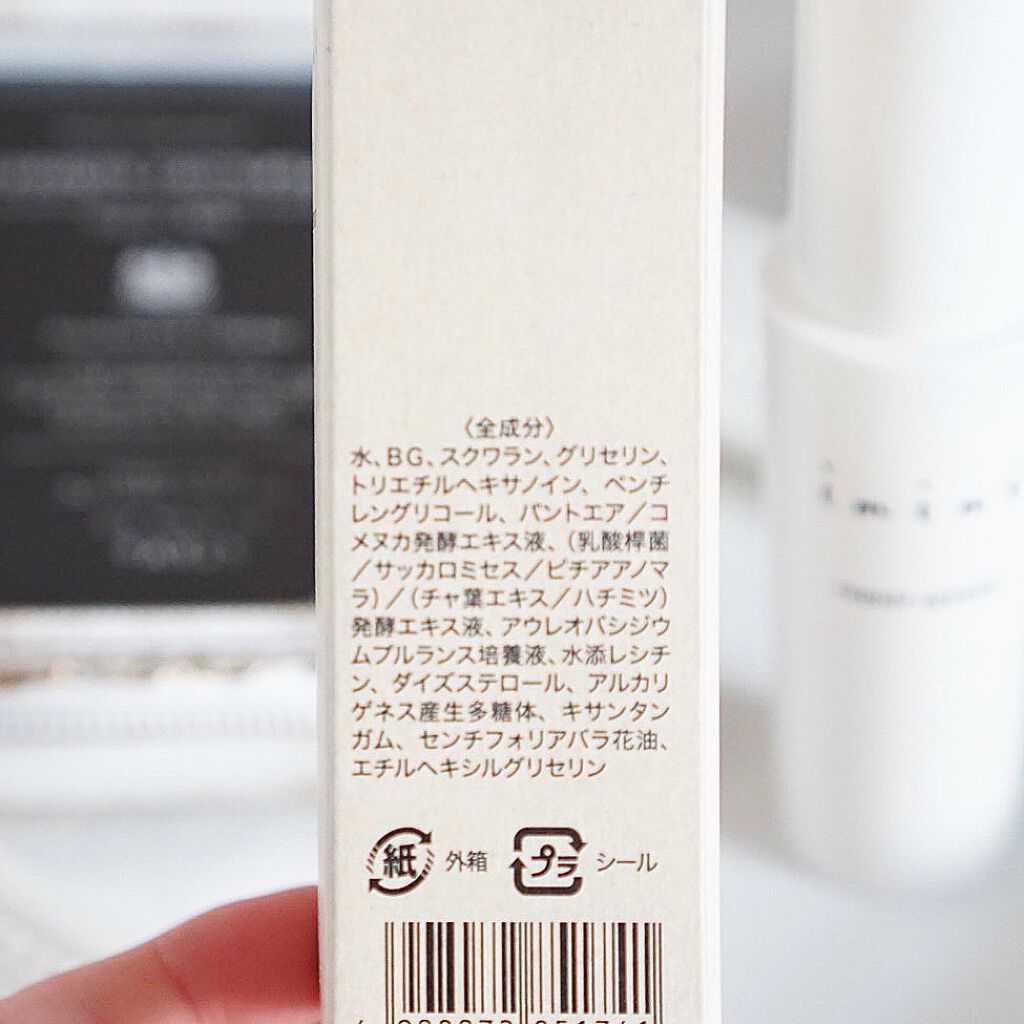 〈全成分〉
水、BG、スクワラン、グリセリン、
トリエチルヘキサノイン、ペンチ
レングリコール、パントエア／コ
メヌカ発酵エキス液、（乳酸桿菌
／サッカロミセス／ピチアアノマ
ラ）／（チャ葉エキス／ハチミツ）
発酵エキス液、アウレオバシジウ
ムプルランス培養液、水添レシチ
ン、ダイズステロール、アルカリ
ゲネス産生多糖体、キサンタン
ガム、センチフォリアバラ花油、
エチルヘキシルグリセリン
紙 外箱 プラ シール